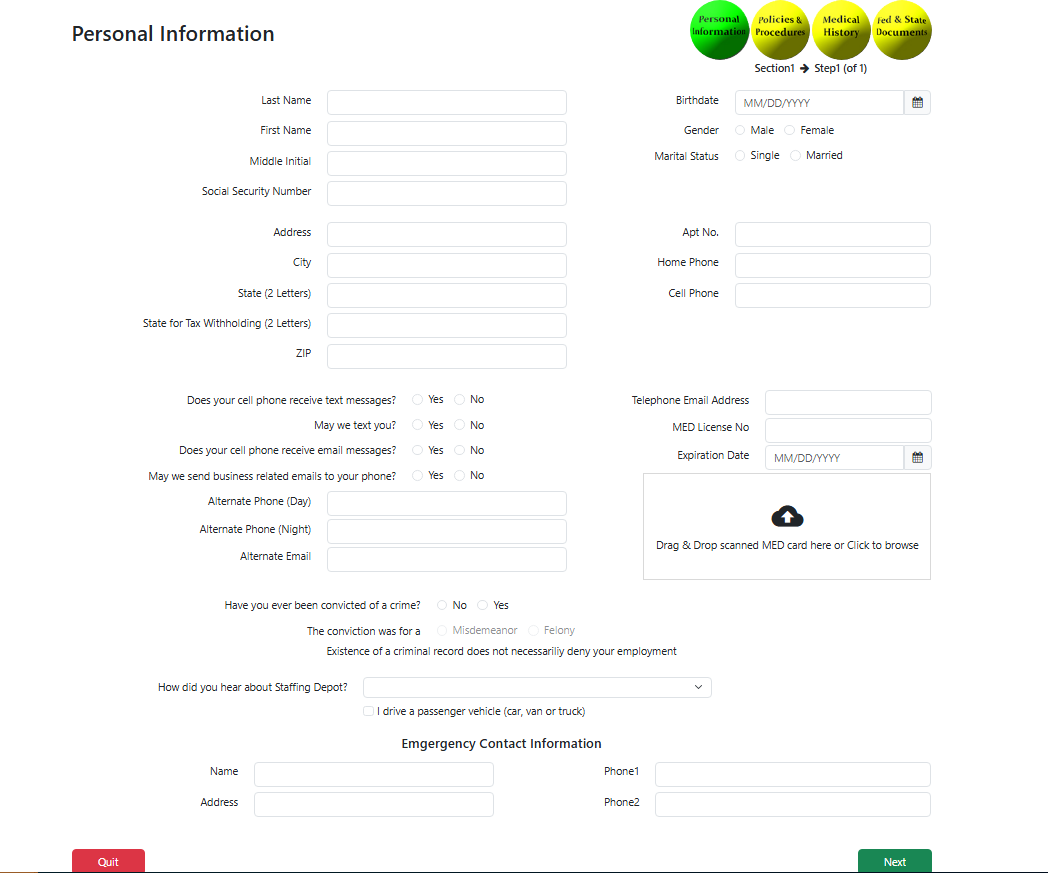 Personal Information
Personal Information
Policies & Procedures
Medical History
Fed & State Documents
Section1 → Step1 (of 1)
Last Name
Birthdate MM/DD/YYYY
First Name
Gender Male Female
Middle Initial
Marital Status Single Married
Social Security Number
Address
Apt No.
City
Home Phone
State (2 Letters)
Cell Phone
State for Tax Withholding (2 Letters)
ZIP
Does your cell phone receive text messages? Yes No
Telephone Email Address
May we text you? Yes No
MED License No
Does your cell phone receive email messages? Yes No
Expiration Date MM/DD/YYYY
May we send business related emails to your phone? Yes No
Alternate Phone (Day)
Alternate Phone (Night)
Drag & Drop scanned MED card here or Click to browse
Alternate Email
Have you ever been convicted of a crime? No Yes
The conviction was for a Misdemeanor Felony
Existence of a criminal record does not necessariliy deny your employment
How did you hear about Staffing Depot?
I drive a passenger vehicle (car, van or truck)
Emgergency Contact Information
Name
Phone1
Address
Phone2
Quit
Next